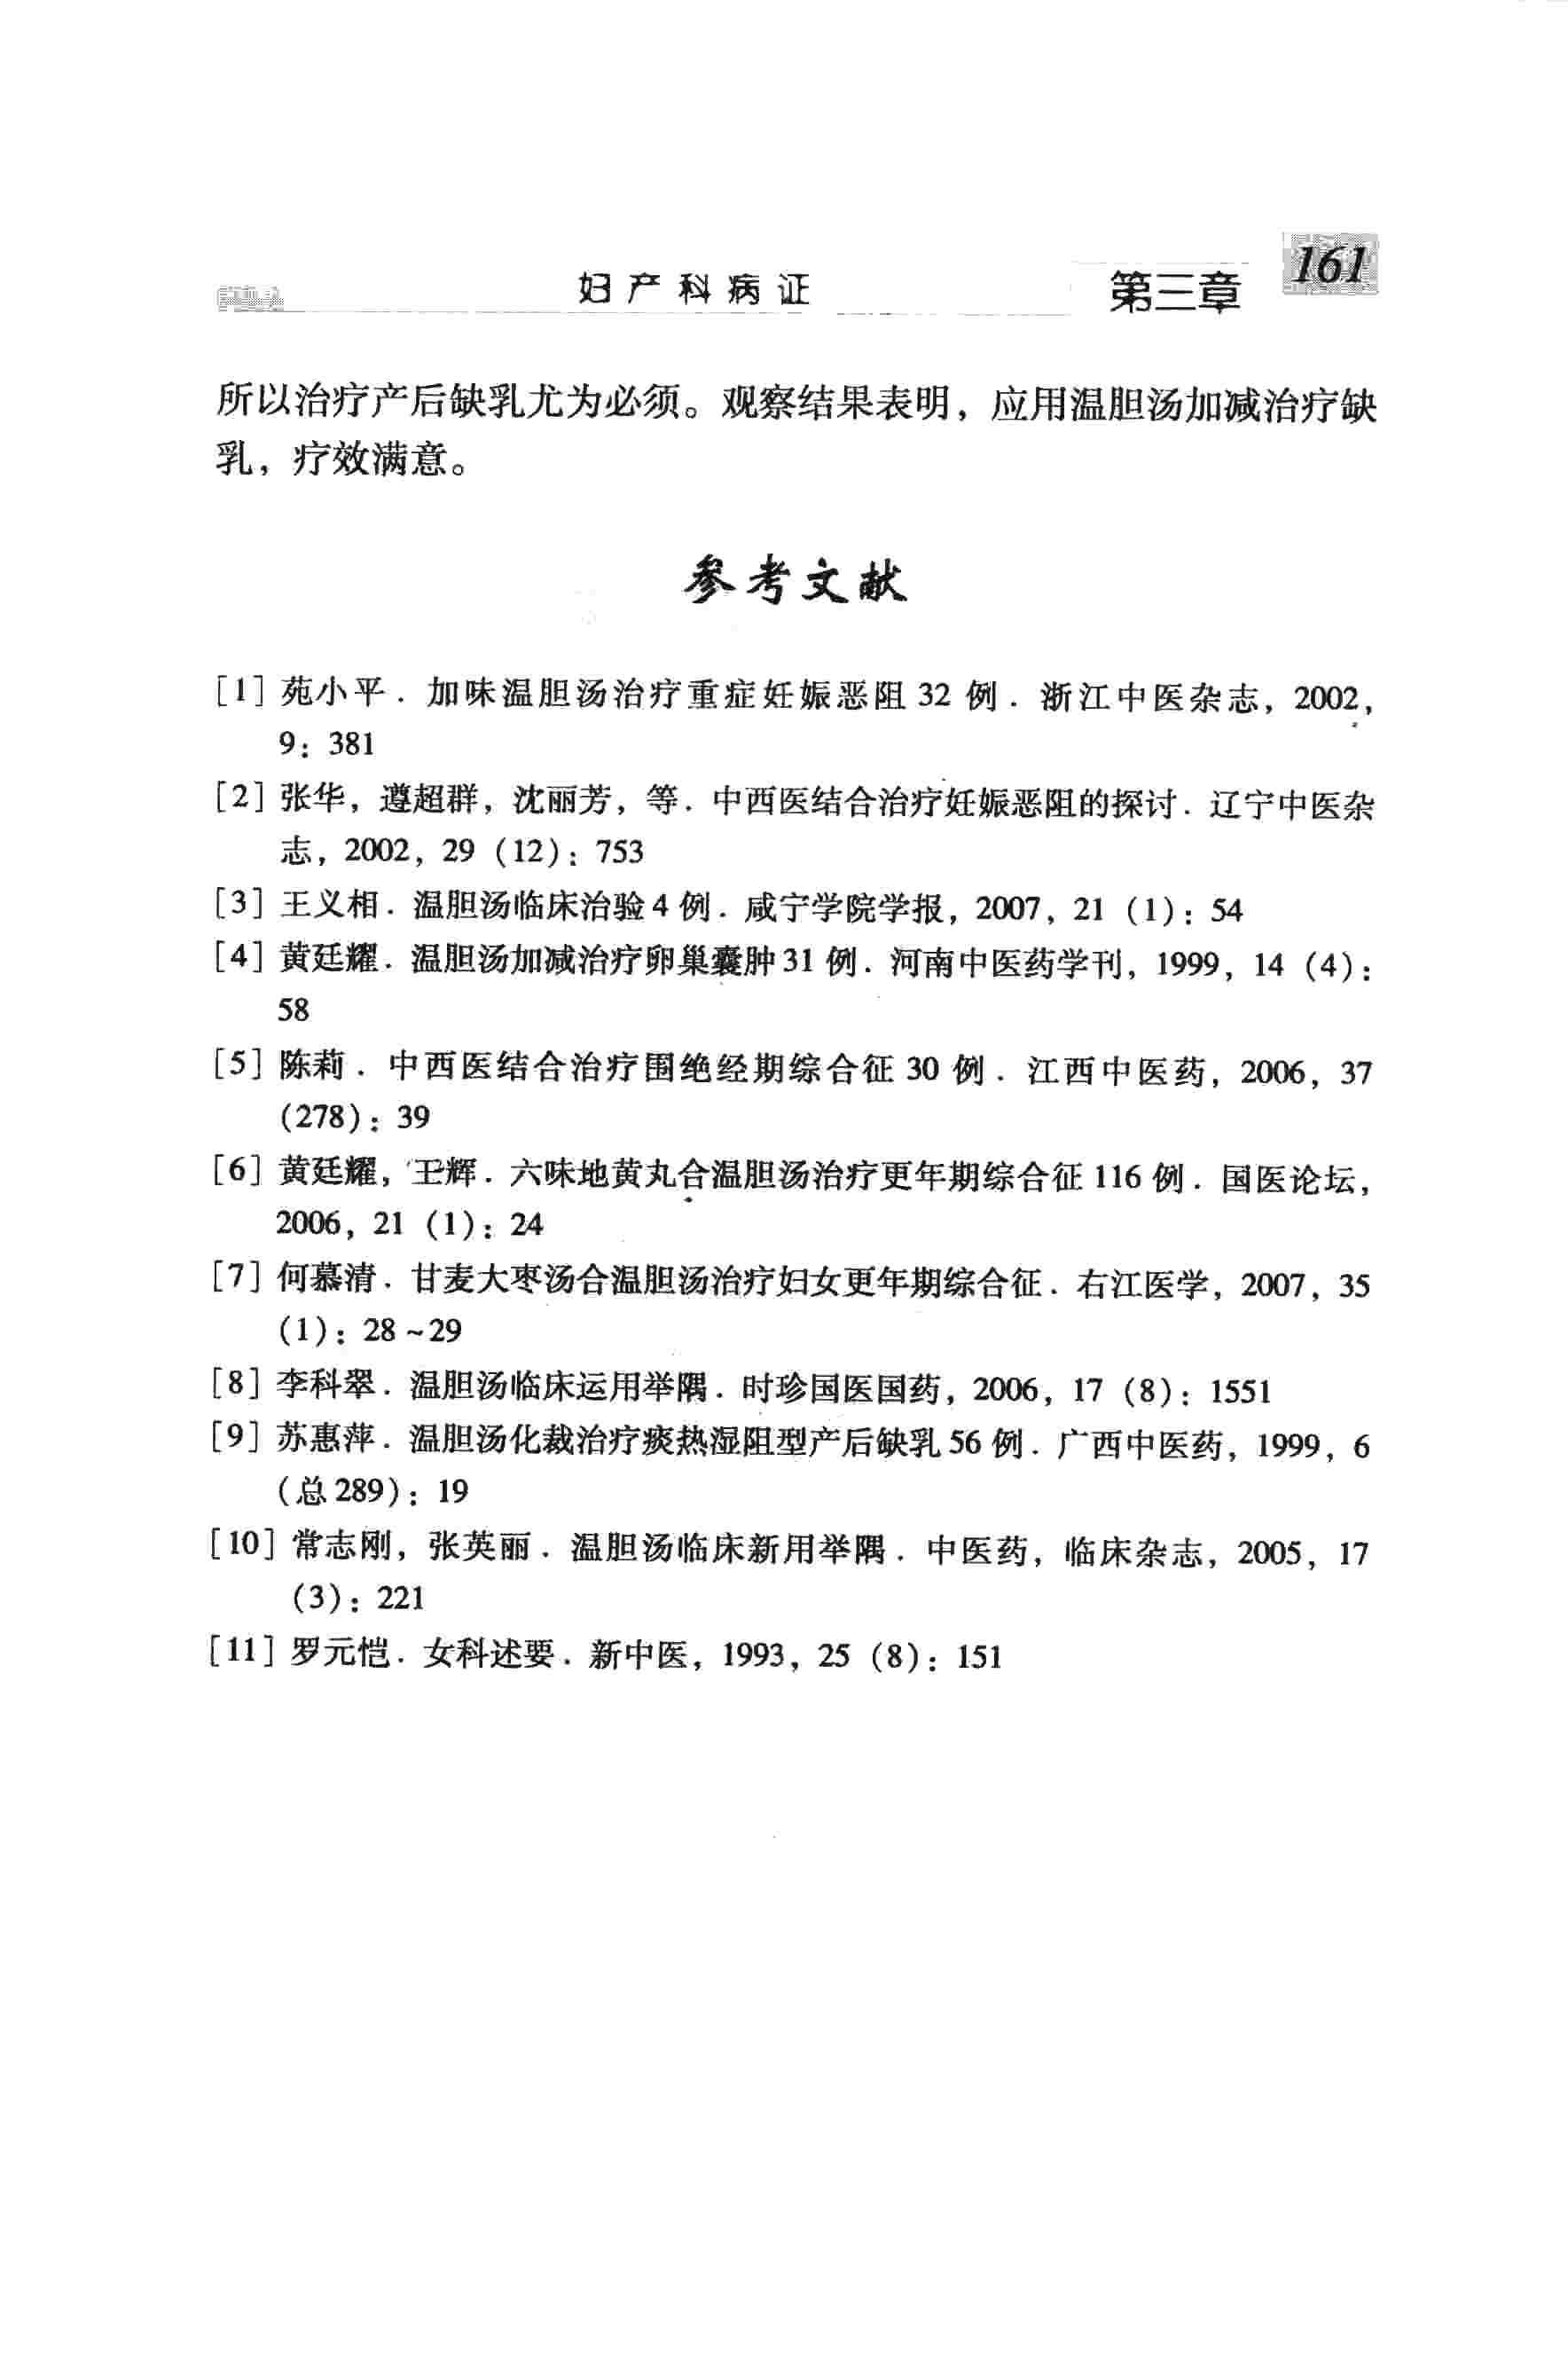 妇产科病证 第三章 161
所以治疗产后缺乳尤为必须。观察结果表明，应用温胆汤加减治疗缺
乳，疗效满意。
参考文献
[1] 苑小平．加味温胆汤治疗重症妊娠恶阻 32 例．浙江中医杂志，2002，
9：381
[2] 张华，遵超群，沈丽芳，等．中西医结合治疗妊娠恶阻的探讨．辽宁中医杂
志，2002，29（12）：753
[3] 王义相．温胆汤临床治验 4 例．咸宁学院学报，2007，21（1）：54
[4] 黄廷耀．温胆汤加减治疗卵巢囊肿 31 例．河南中医药学刊，1999，14（4）：
58
[5] 陈莉．中西医结合治疗围绝经期综合征 30 例．江西中医药，2006，37
（278）：39
[6] 黄廷耀，王辉．六味地黄丸合温胆汤治疗更年期综合征 116 例．国医论坛，
2006，21（1）：24
[7] 何慕清．甘麦大枣汤合温胆汤治疗妇女更年期综合征．右江医学，2007，35
（1）：28～29
[8] 李科翠．温胆汤临床运用举隅．时珍国医国药，2006，17（8）：1551
[9] 苏惠萍．温胆汤化裁治疗痰热湿阻型产后缺乳 56 例．广西中医药，1999，6
（总 289）：19
[10] 常志刚，张英丽．温胆汤临床新用举隅．中医药，临床杂志，2005，17
（3）：221
[11] 罗元恺．女科述要．新中医，1993，25（8）：151